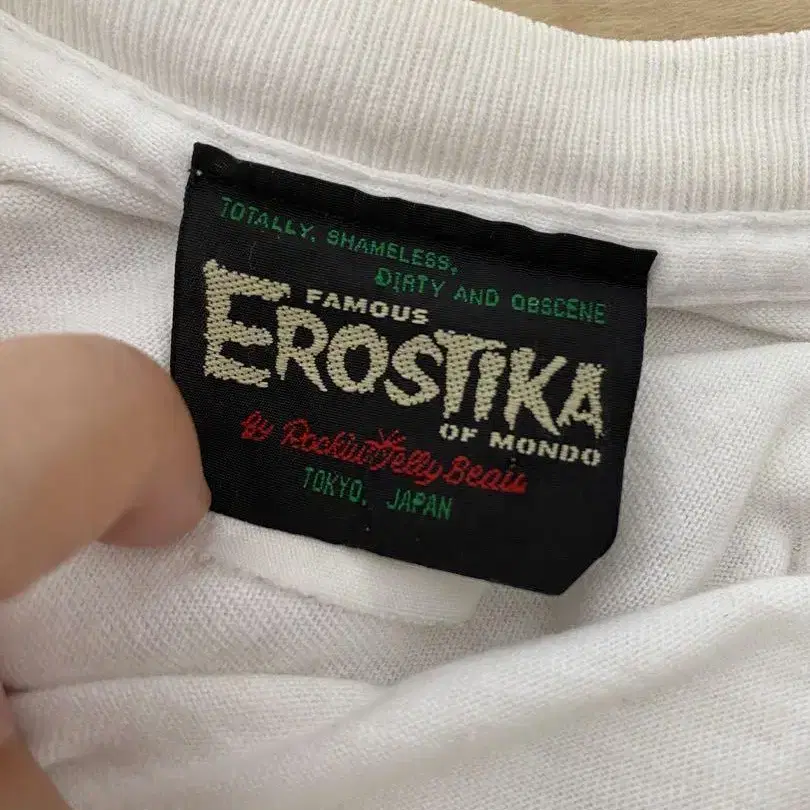 TOTALLY, SHAMELESS,
DIRTY AND OBSCENE
FAMOUS
EROSTIKA
OF MONDO
by Rockin'Jelly Bean
TOKYO, JAPAN